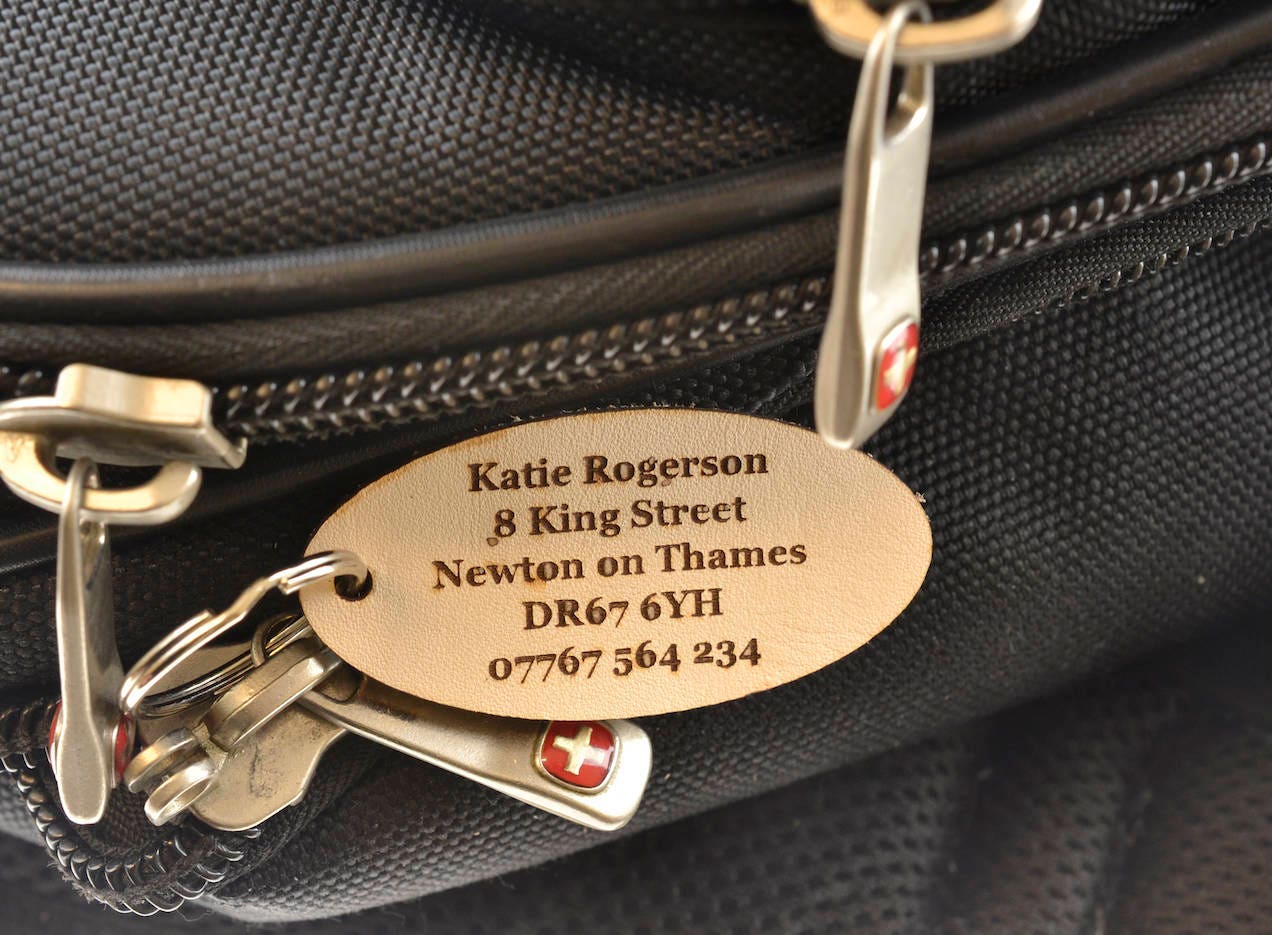 Katie Rogerson
8 King Street
Newton on Thames
DR67 6YH
07767 564 234